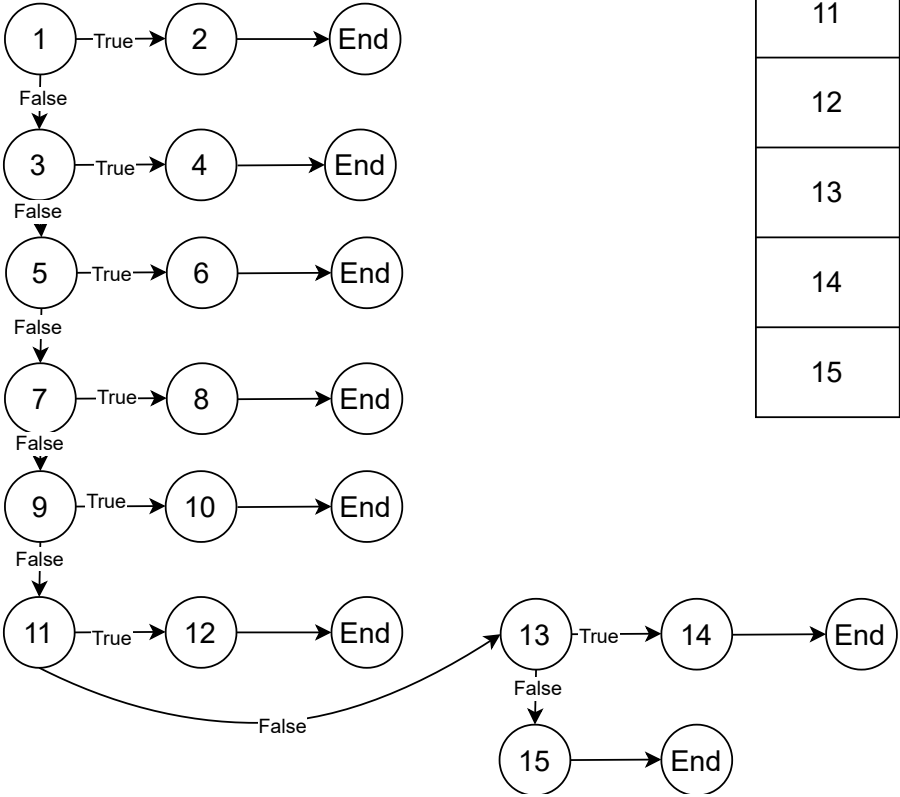 1 True 2 End
False
3 True 4 End
False
5 True 6 End
False
7 True 8 End
False
9 True 10 End
False
11 True 12 End
False
13 True 14 End
False
15 End
11
12
13
14
15